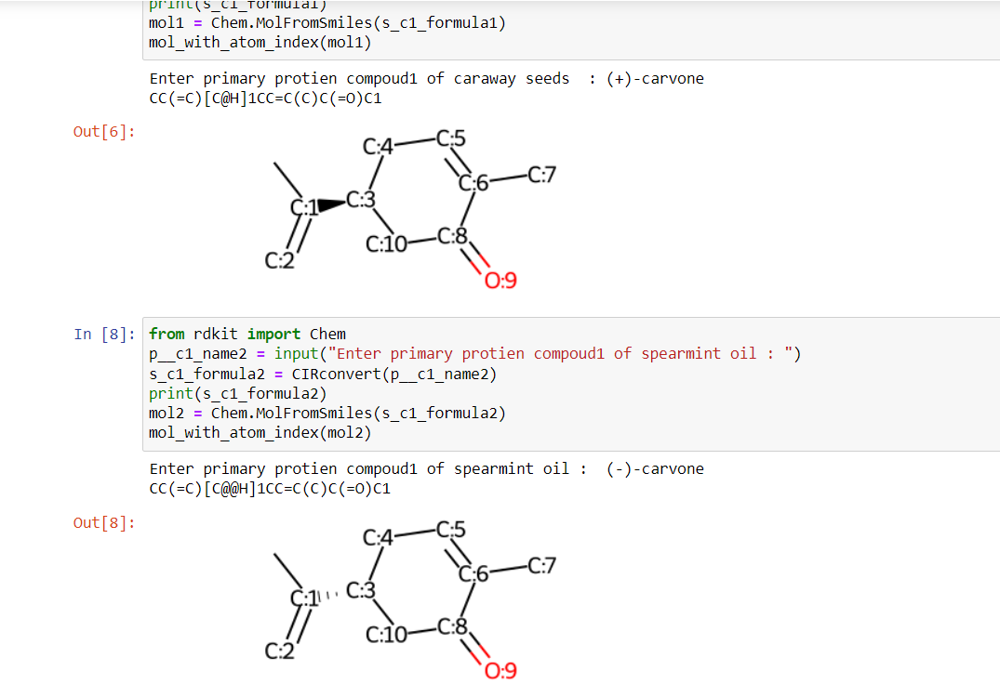 print(s_c1_formula1)
mol1 = Chem.MolFromSmiles(s_c1_formula1)
mol_with_atom_index(mol1)
Enter primary protien compoud1 of caraway seeds  : (+)-carvone
CC(=C)[C@H]1CC=C(C)C(=O)C1
Out[6]:
C:4 C:5
C:6 C:7
C:1 C:3
C:10 C:8
C:2
O:9
In [8]: from rdkit import Chem
p__c1_name2 = input("Enter primary protien compoud1 of spearmint oil : ")
s_c1_formula2 = CIRconvert(p__c1_name2)
print(s_c1_formula2)
mol2 = Chem.MolFromSmiles(s_c1_formula2)
mol_with_atom_index(mol2)
Enter primary protien compoud1 of spearmint oil :  (-)-carvone
CC(=C)[C@@H]1CC=C(C)C(=O)C1
Out[8]:
C:4 C:5
C:6 C:7
C:1 C:3
C:10 C:8
C:2
O:9